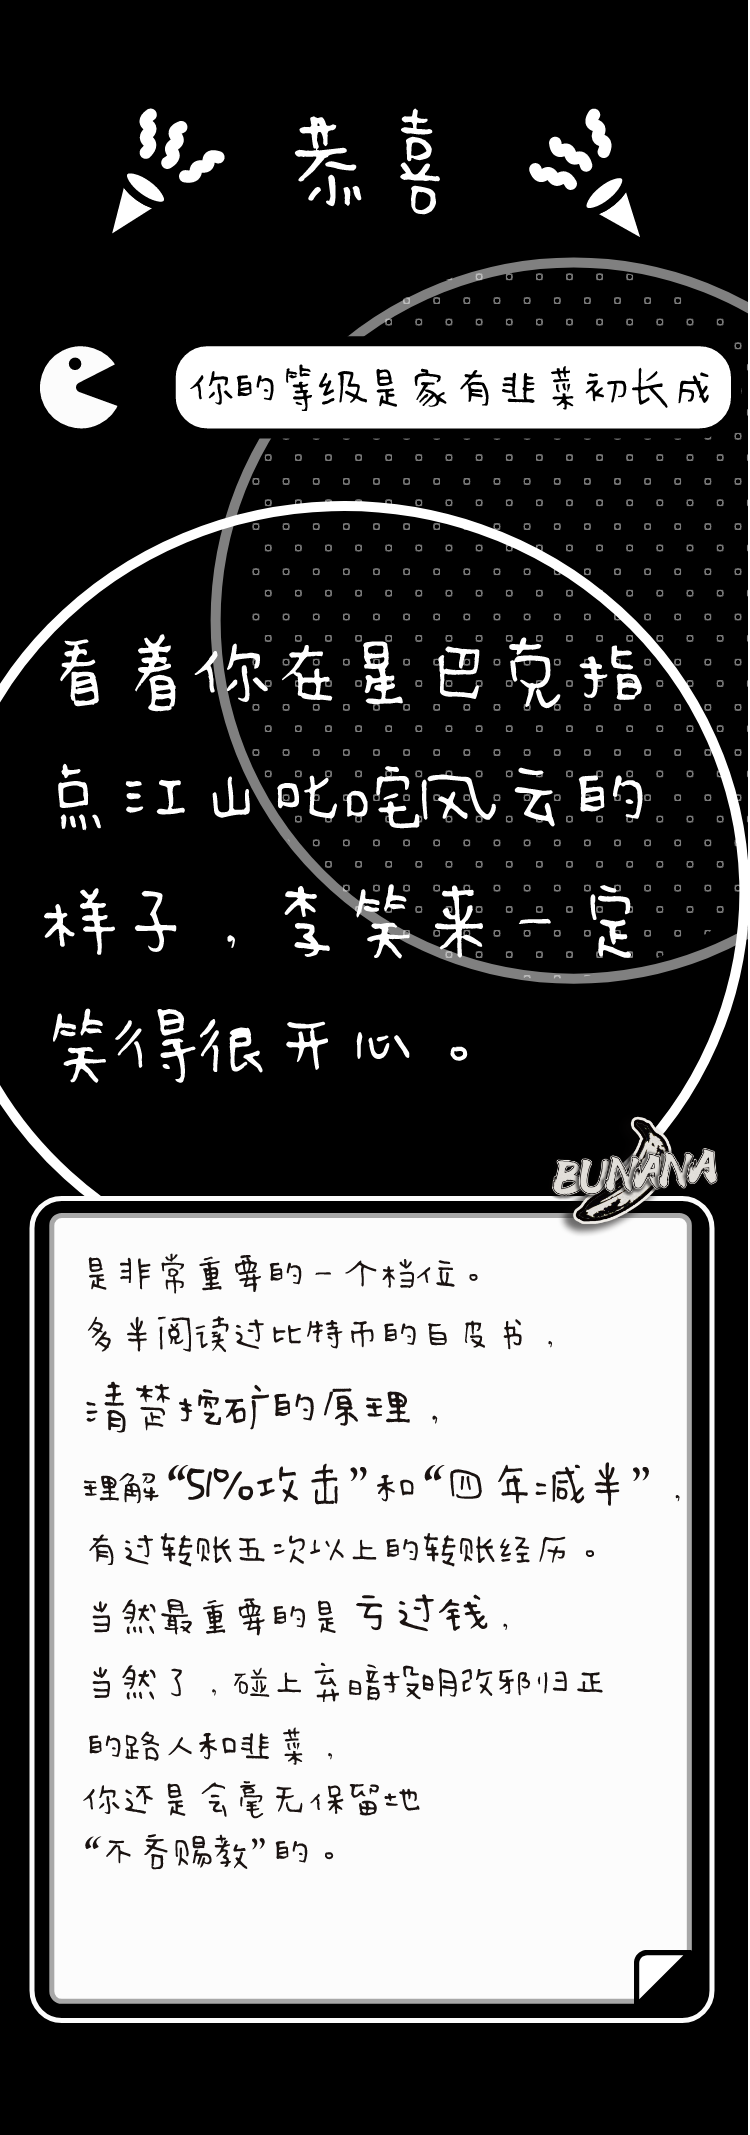 恭喜
你的等级是家有韭菜初长成
看着你在星巴克指
点江山叱咤风云的
样子，李笑来一定
笑得很开心。
BUNANA
是非常重要的一个档位。
多半阅读过比特币的白皮书，
清楚挖矿的原理，
理解“51%攻击”和“四年减半”，
有过转账五次以上的转账经历。
当然最重要的是亏过钱，
当然了，碰上弃暗投明改邪归正
的路人和韭菜，
你还是会毫无保留地
“不吝赐教”的。